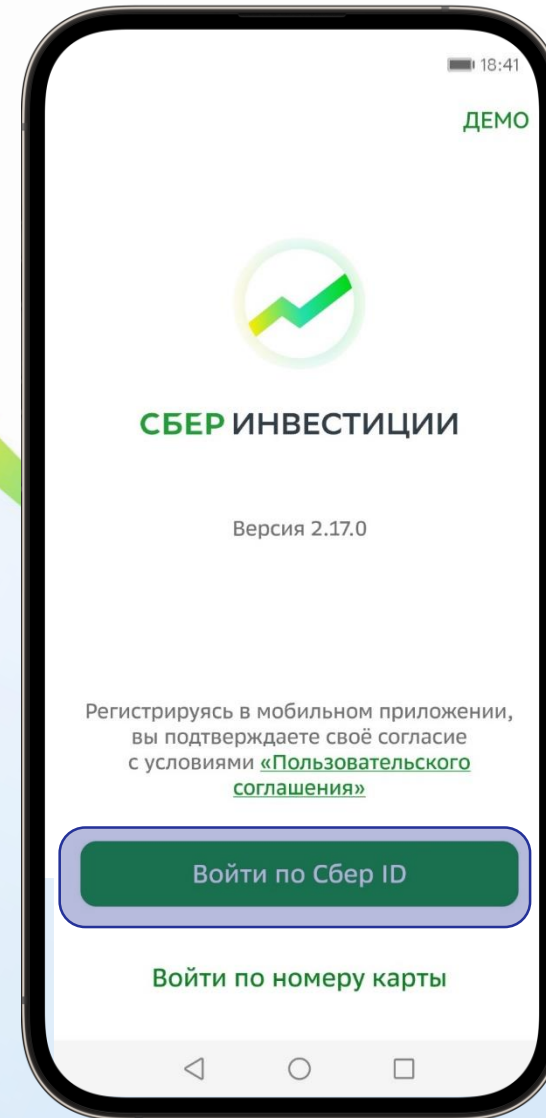 18:41
ДЕМО
СБЕР ИНВЕСТИЦИИ
Версия 2.17.0
Регистрируясь в мобильном приложении,
вы подтверждаете своё согласие
с условиями «Пользовательского
соглашения»
Войти по Сбер ID
Войти по номеру карты